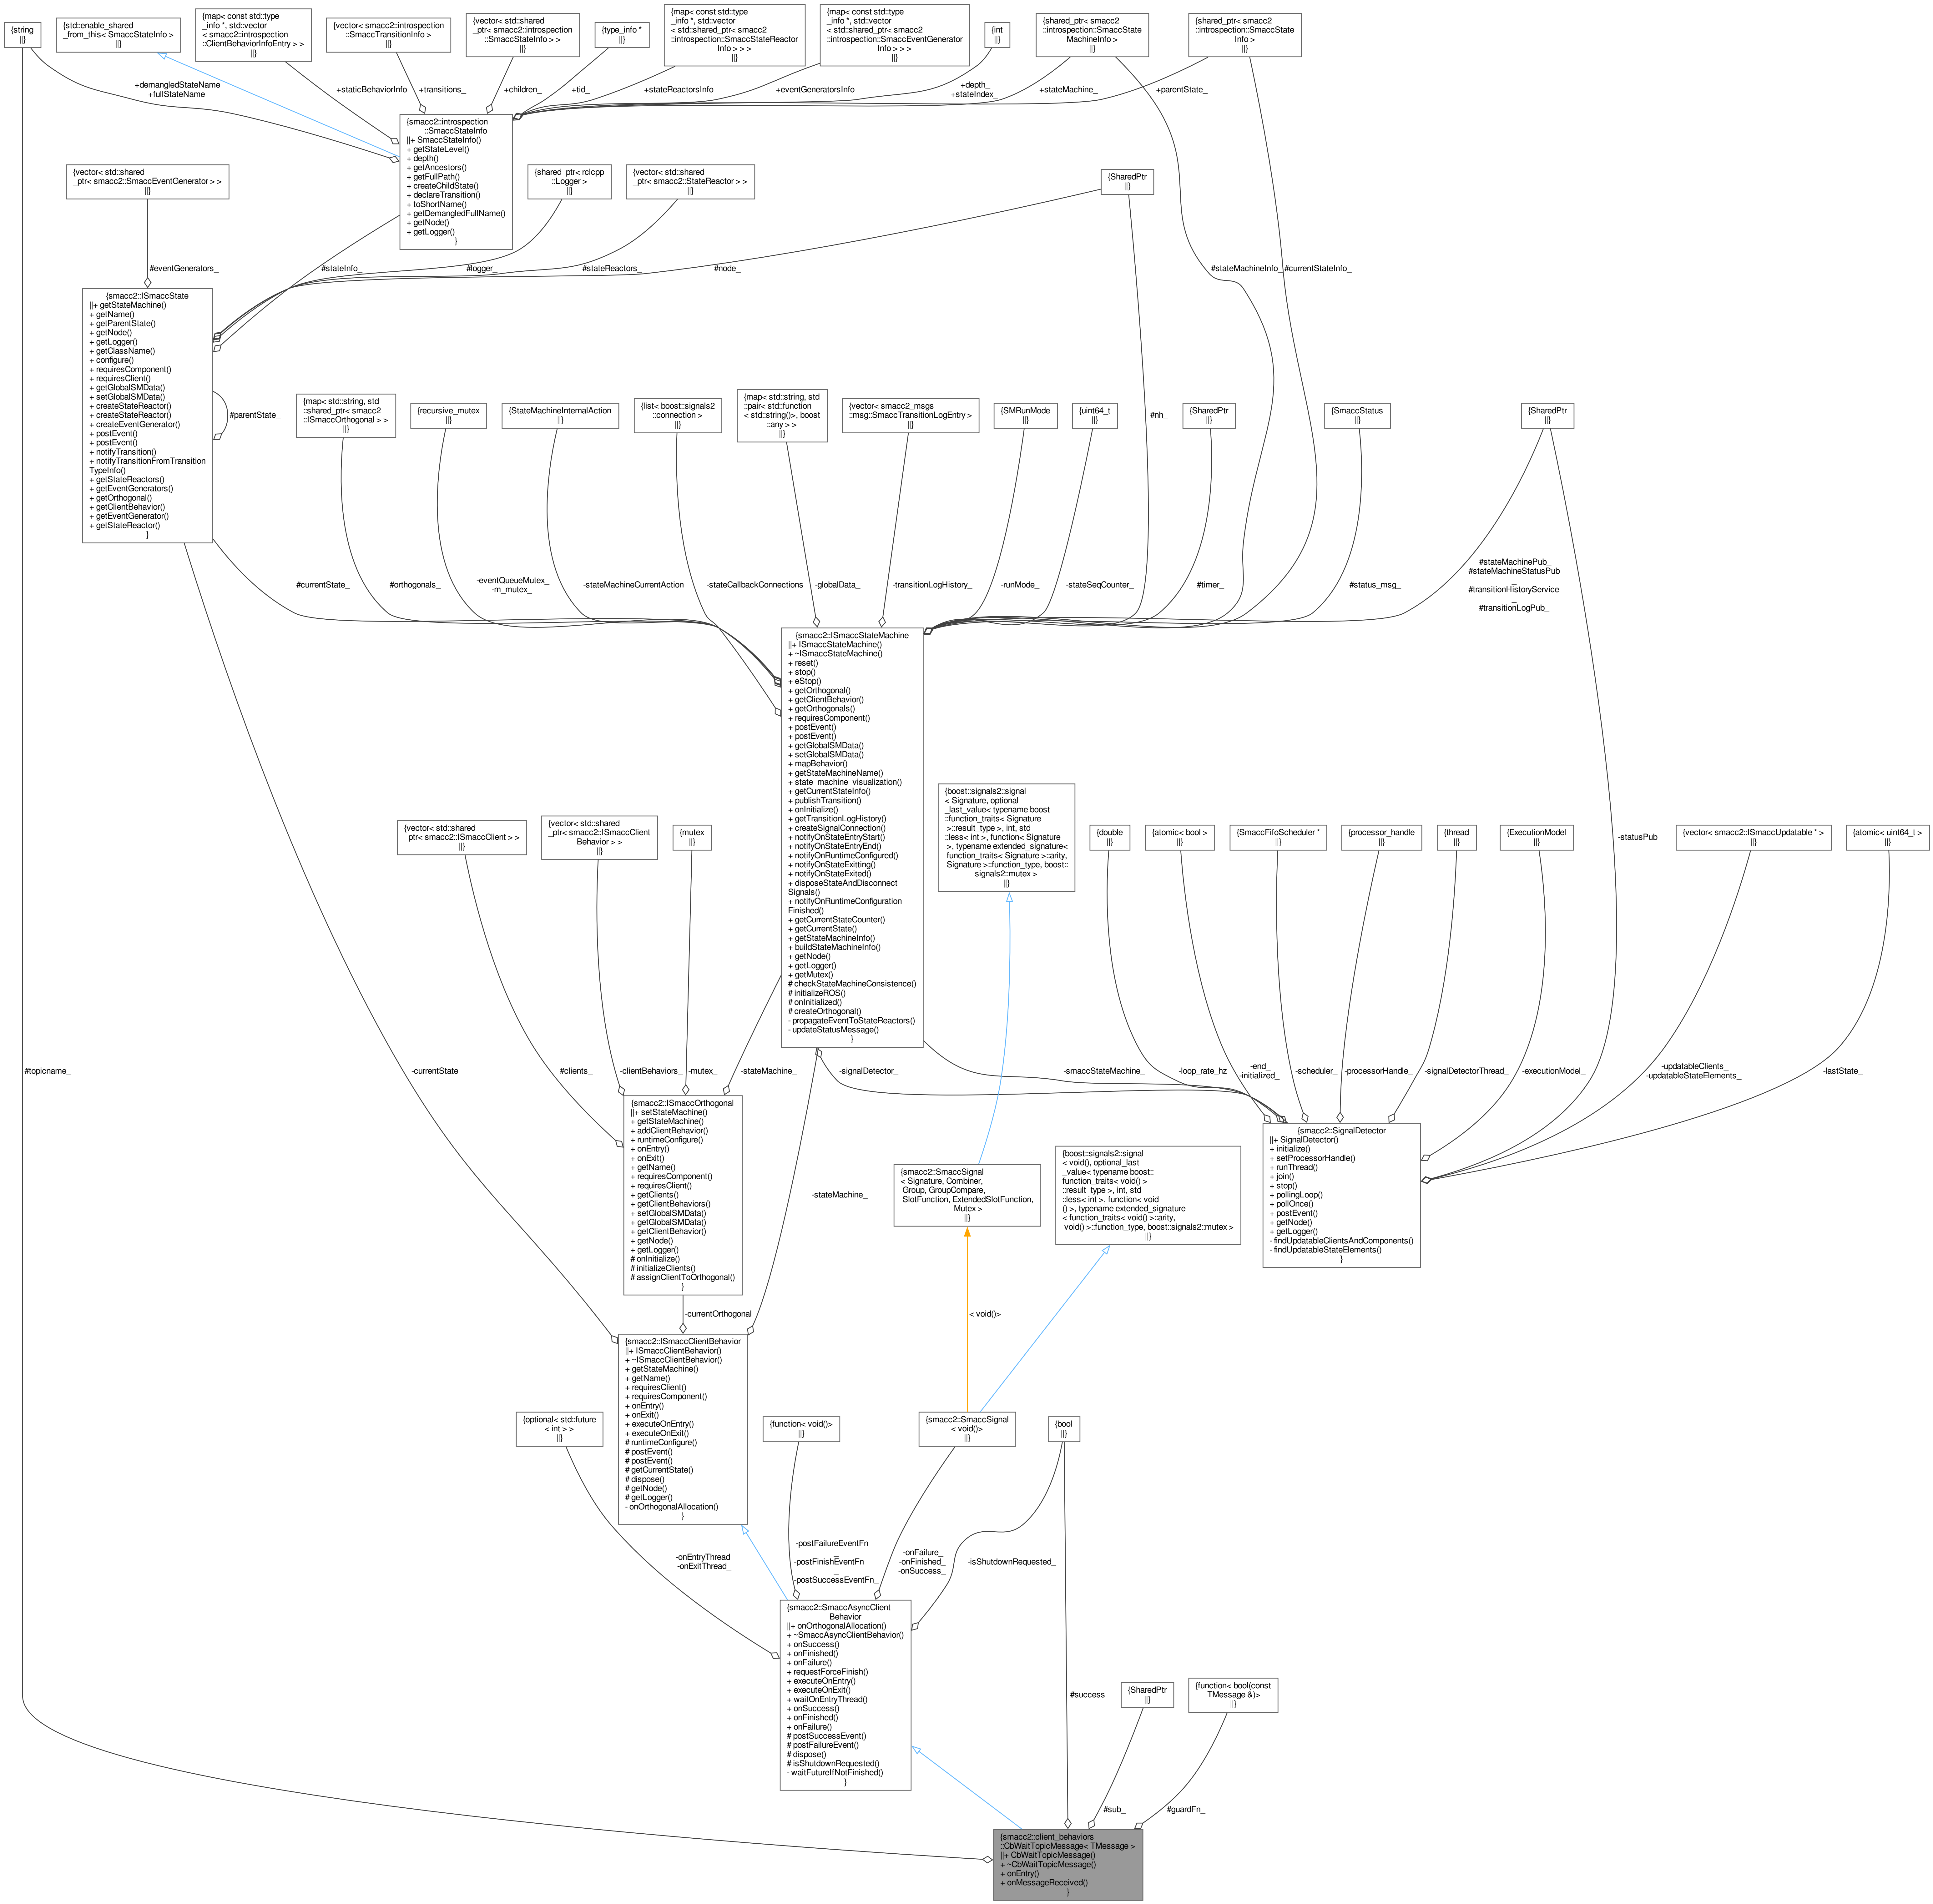 {string
||}
{std::enable_shared
_from_this< SmaccStateInfo >
||}
{map< const std::type
_info *, std::vector
< smacc2::introspection
::ClientBehaviorInfoEntry > >
||}
{vector< smacc2::introspection
::SmaccTransitionInfo >
||}
{vector< std::shared
_ptr< smacc2::introspection
::SmaccStateInfo > >
||}
{type_info *
||}
{map< const std::type
_info *, std::vector
< std::shared_ptr< smacc2
::introspection::SmaccStateReactor
Info > > >
||}
{map< const std::type
_info *, std::vector
< std::shared_ptr< smacc2
::introspection::SmaccEventGenerator
Info > > >
||}
{int
||}
{shared_ptr< smacc2
::introspection::SmaccState
MachineInfo >
||}
{shared_ptr< smacc2
::introspection::SmaccState
Info >
||}
+demangledStateName
+fullStateName
+staticBehaviorInfo
+transitions_
+children_
+tid_
+stateReactorsInfo
+eventGeneratorsInfo
+depth_
+stateIndex_
+stateMachine_
+parentState_
{smacc2::introspection
::SmaccStateInfo
||+ SmaccStateInfo()
+ getStateLevel()
+ depth()
+ getAncestors()
+ getFullPath()
+ createChildState()
+ declareTransition()
+ toShortName()
+ getDemangledFullName()
+ getNode()
+ getLogger()
}
{vector< std::shared
_ptr< smacc2::SmaccEventGenerator > >
||}
{shared_ptr< rclcpp
::Logger >
||}
{vector< std::shared
_ptr< smacc2::StateReactor > >
||}
{SharedPtr
||}
#eventGenerators_
#stateInfo_
#logger_
#stateReactors_
#node_
#stateMachineInfo_
#currentStateInfo_
{smacc2::ISmaccState
||+ getStateMachine()
+ getName()
+ getParentState()
+ getNode()
+ getLogger()
+ getClassName()
+ configure()
+ requiresComponent()
+ requiresClient()
+ getGlobalSMData()
+ setGlobalSMData()
+ createStateReactor()
+ createStateReactor()
+ createEventGenerator()
+ postEvent()
+ postEvent()
+ notifyTransition()
+ notifyTransitionFromTransition
TypeInfo()
+ getStateReactors()
+ getEventGenerators()
+ getOrthogonal()
+ getClientBehavior()
+ getEventGenerator()
+ getStateReactor()
}
#parentState_
{map< std::string, std
::shared_ptr< smacc2
::ISmaccOrthogonal > >
||}
{recursive_mutex
||}
{StateMachineInternalAction
||}
{list< boost::signals2
::connection >
||}
{map< std::string, std
::pair< std::function
< std::string()>, boost
::any > >
||}
{vector< smacc2_msgs
::msg::SmaccTransitionLogEntry >
||}
{SMRunMode
||}
{uint64_t
||}
#nh_
{SharedPtr
||}
{SmaccStatus
||}
{SharedPtr
||}
#currentState_
#orthogonals_
-eventQueueMutex_
-m_mutex_
-stateMachineCurrentAction
-stateCallbackConnections
-globalData_
-transitionLogHistory_
-runMode_
-stateSeqCounter_
#timer_
#status_msg_
#stateMachinePub_
#stateMachineStatusPub
_
#transitionHistoryService
_
#transitionLogPub_
{smacc2::ISmaccStateMachine
||+ ISmaccStateMachine()
+ ~ISmaccStateMachine()
+ reset()
+ stop()
+ eStop()
+ getOrthogonal()
+ getClientBehavior()
+ getOrthogonals()
+ requiresComponent()
+ postEvent()
+ postEvent()
+ getGlobalSMData()
+ setGlobalSMData()
+ mapBehavior()
+ getStateMachineName()
+ state_machine_visualization()
+ getCurrentStateInfo()
+ publishTransition()
+ onInitialize()
+ getTransitionLogHistory()
+ createSignalConnection()
+ notifyOnStateEntryStart()
+ notifyOnStateEntryEnd()
+ notifyOnRuntimeConfigured()
+ notifyOnStateExitting()
+ notifyOnStateExited()
+ disposeStateAndDisconnect
Signals()
+ notifyOnRuntimeConfiguration
Finished()
+ getCurrentStateCounter()
+ getCurrentState()
+ getStateMachineInfo()
+ buildStateMachineInfo()
+ getNode()
+ getLogger()
+ getMutex()
# checkStateMachineConsistence()
# initializeROS()
# onInitialized()
# createOrthogonal()
- propagateEventToStateReactors()
- updateStatusMessage()
}
{boost::signals2::signal
< Signature, optional
_last_value< typename boost
::function_traits< Signature
>::result_type >, int, std
::less< int >, function< Signature
>, typename extended_signature<
function_traits< Signature >::arity,
Signature >::function_type, boost::
signals2::mutex >
||}
{vector< std::shared
_ptr< smacc2::ISmaccClient > >
||}
{vector< std::shared
_ptr< smacc2::ISmaccClient
Behavior > >
||}
{mutex
||}
{double
||}
{atomic< bool >
||}
{SmaccFifoScheduler *
||}
{processor_handle
||}
{thread
||}
{ExecutionModel
||}
-statusPub_
{vector< smacc2::ISmaccUpdatable * >
||}
{atomic< uint64_t >
||}
#topicname_
-currentState
#clients_
-clientBehaviors_
-mutex_
-stateMachine_
-signalDetector_
-smaccStateMachine_
-loop_rate_hz
-end_
-initialized_
-scheduler_
-processorHandle_
-signalDetectorThread_
-executionModel_
-updatableClients_
-updatableStateElements_
-lastState_
{smacc2::ISmaccOrthogonal
||+ setStateMachine()
+ getStateMachine()
+ addClientBehavior()
+ runtimeConfigure()
+ onEntry()
+ onExit()
+ getName()
+ requiresComponent()
+ requiresClient()
+ getClients()
+ getClientBehaviors()
+ setGlobalSMData()
+ getGlobalSMData()
+ getClientBehavior()
+ getNode()
+ getLogger()
# onInitialize()
# initializeClients()
# assignClientToOrthogonal()
}
{smacc2::SignalDetector
||+ SignalDetector()
+ initialize()
+ setProcessorHandle()
+ runThread()
+ join()
+ stop()
+ pollingLoop()
+ pollOnce()
+ postEvent()
+ getNode()
+ getLogger()
- findUpdatableClientsAndComponents()
- findUpdatableStateElements()
}
-stateMachine_
{smacc2::SmaccSignal
< Signature, Combiner,
Group, GroupCompare,
SlotFunction, ExtendedSlotFunction,
Mutex >
||}
{boost::signals2::signal
< void(), optional_last
_value< typename boost::
function_traits< void() >
::result_type >, int, std
::less< int >, function< void
() >, typename extended_signature
< function_traits< void() >::arity,
void() >::function_type, boost::signals2::mutex >
||}
-currentOrthogonal
< void()>
{smacc2::ISmaccClientBehavior
||+ ISmaccClientBehavior()
+ ~ISmaccClientBehavior()
+ getStateMachine()
+ getName()
+ requiresClient()
+ requiresComponent()
+ onEntry()
+ onExit()
+ executeOnEntry()
+ executeOnExit()
# runtimeConfigure()
# postEvent()
# postEvent()
# getCurrentState()
# dispose()
# getNode()
# getLogger()
- onOrthogonalAllocation()
}
{optional< std::future
< int > >
||}
{function< void()>
||}
{smacc2::SmaccSignal
< void()>
||}
{bool
||}
-onEntryThread_
-onExitThread_
-postFailureEventFn
_
-postFinishEventFn
_
-postSuccessEventFn_
-onFailure_
-onFinished_
-onSuccess_
-isShutdownRequested_
{smacc2::SmaccAsyncClient
Behavior
||+ onOrthogonalAllocation()
+ ~SmaccAsyncClientBehavior()
+ onSuccess()
+ onFinished()
+ onFailure()
+ requestForceFinish()
+ executeOnEntry()
+ executeOnExit()
+ waitOnEntryThread()
+ onSuccess()
+ onFinished()
+ onFailure()
# postSuccessEvent()
# postFailureEvent()
# dispose()
# isShutdownRequested()
- waitFutureIfNotFinished()
}
#success
{SharedPtr
||}
{function< bool(const
TMessage &)>
||}
#sub_
#guardFn_
{smacc2::client_behaviors
::CbWaitTopicMessage< TMessage >
||+ CbWaitTopicMessage()
+ ~CbWaitTopicMessage()
+ onEntry()
+ onMessageReceived()
}